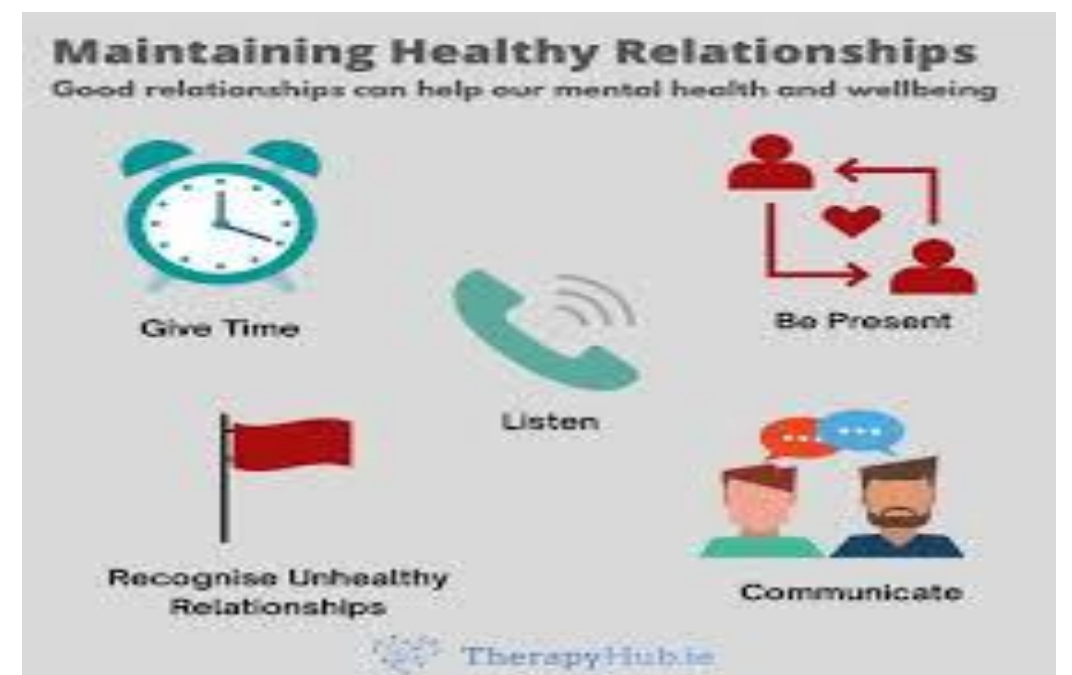 Maintaining Healthy Relationships
Good relationships can help our mental health and wellbeing
Give Time
Be Present
Listen
Recognise Unhealthy
Relationships
Communicate
TherapyHub.ie